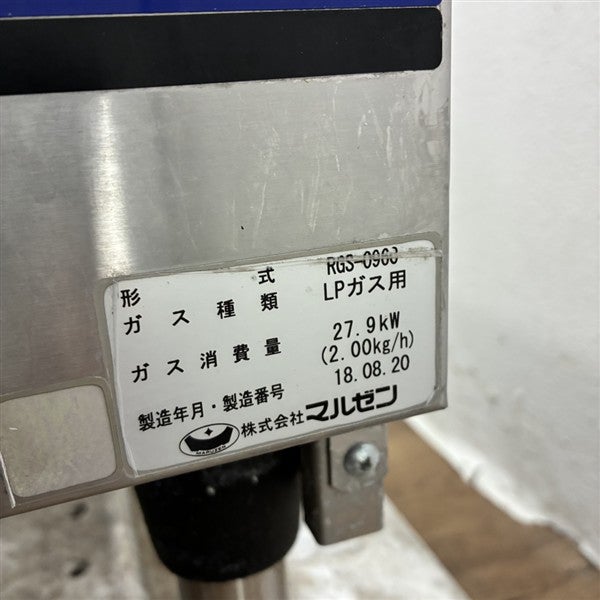 形 式 RGS-0963
ガス種類 LPガス用
ガス消費量 27.9kW
(2.00kg/h)
製造年月・製造番号 18.08.20
MARUZEN 株式会社マルゼン